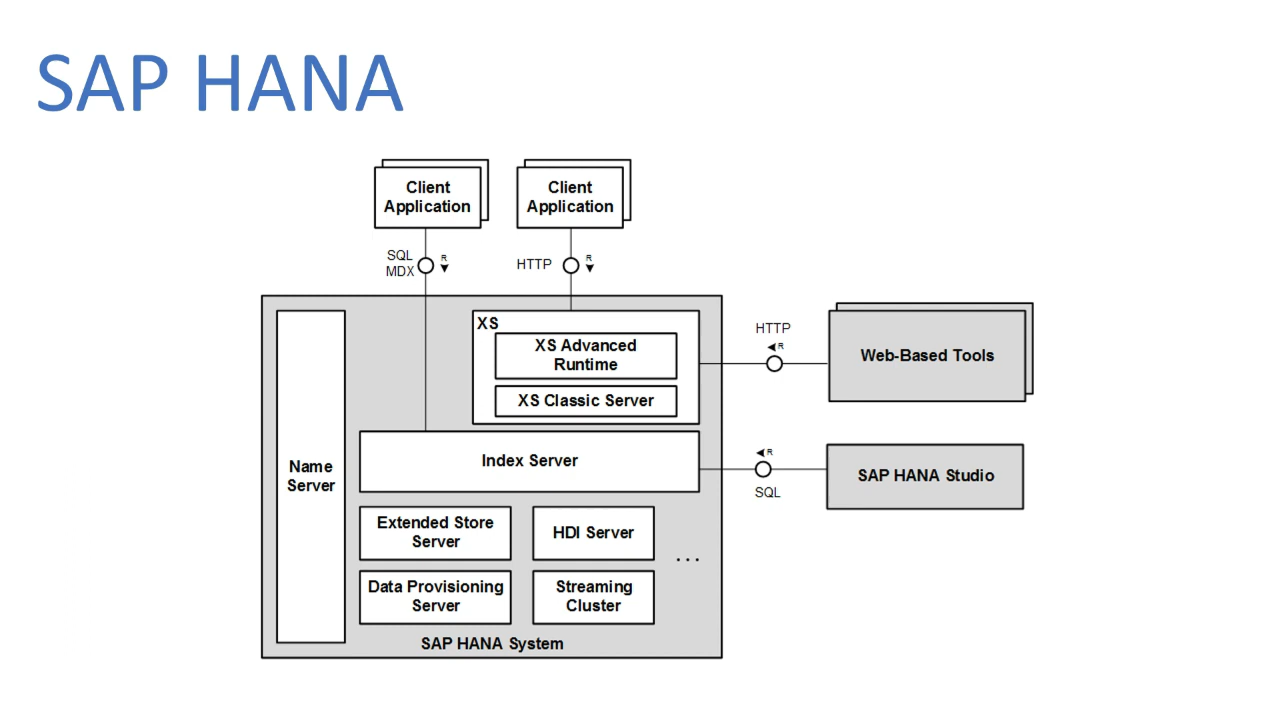 SAP HANA
Client
Application
Client
Application
SQL
MDX
R
HTTP
R
XS
XS Advanced
Runtime
XS Classic Server
HTTP
R
Web-Based Tools
Name
Server
Index Server
R
SQL
SAP HANA Studio
Extended Store
Server
HDI Server
...
Data Provisioning
Server
Streaming
Cluster
SAP HANA System